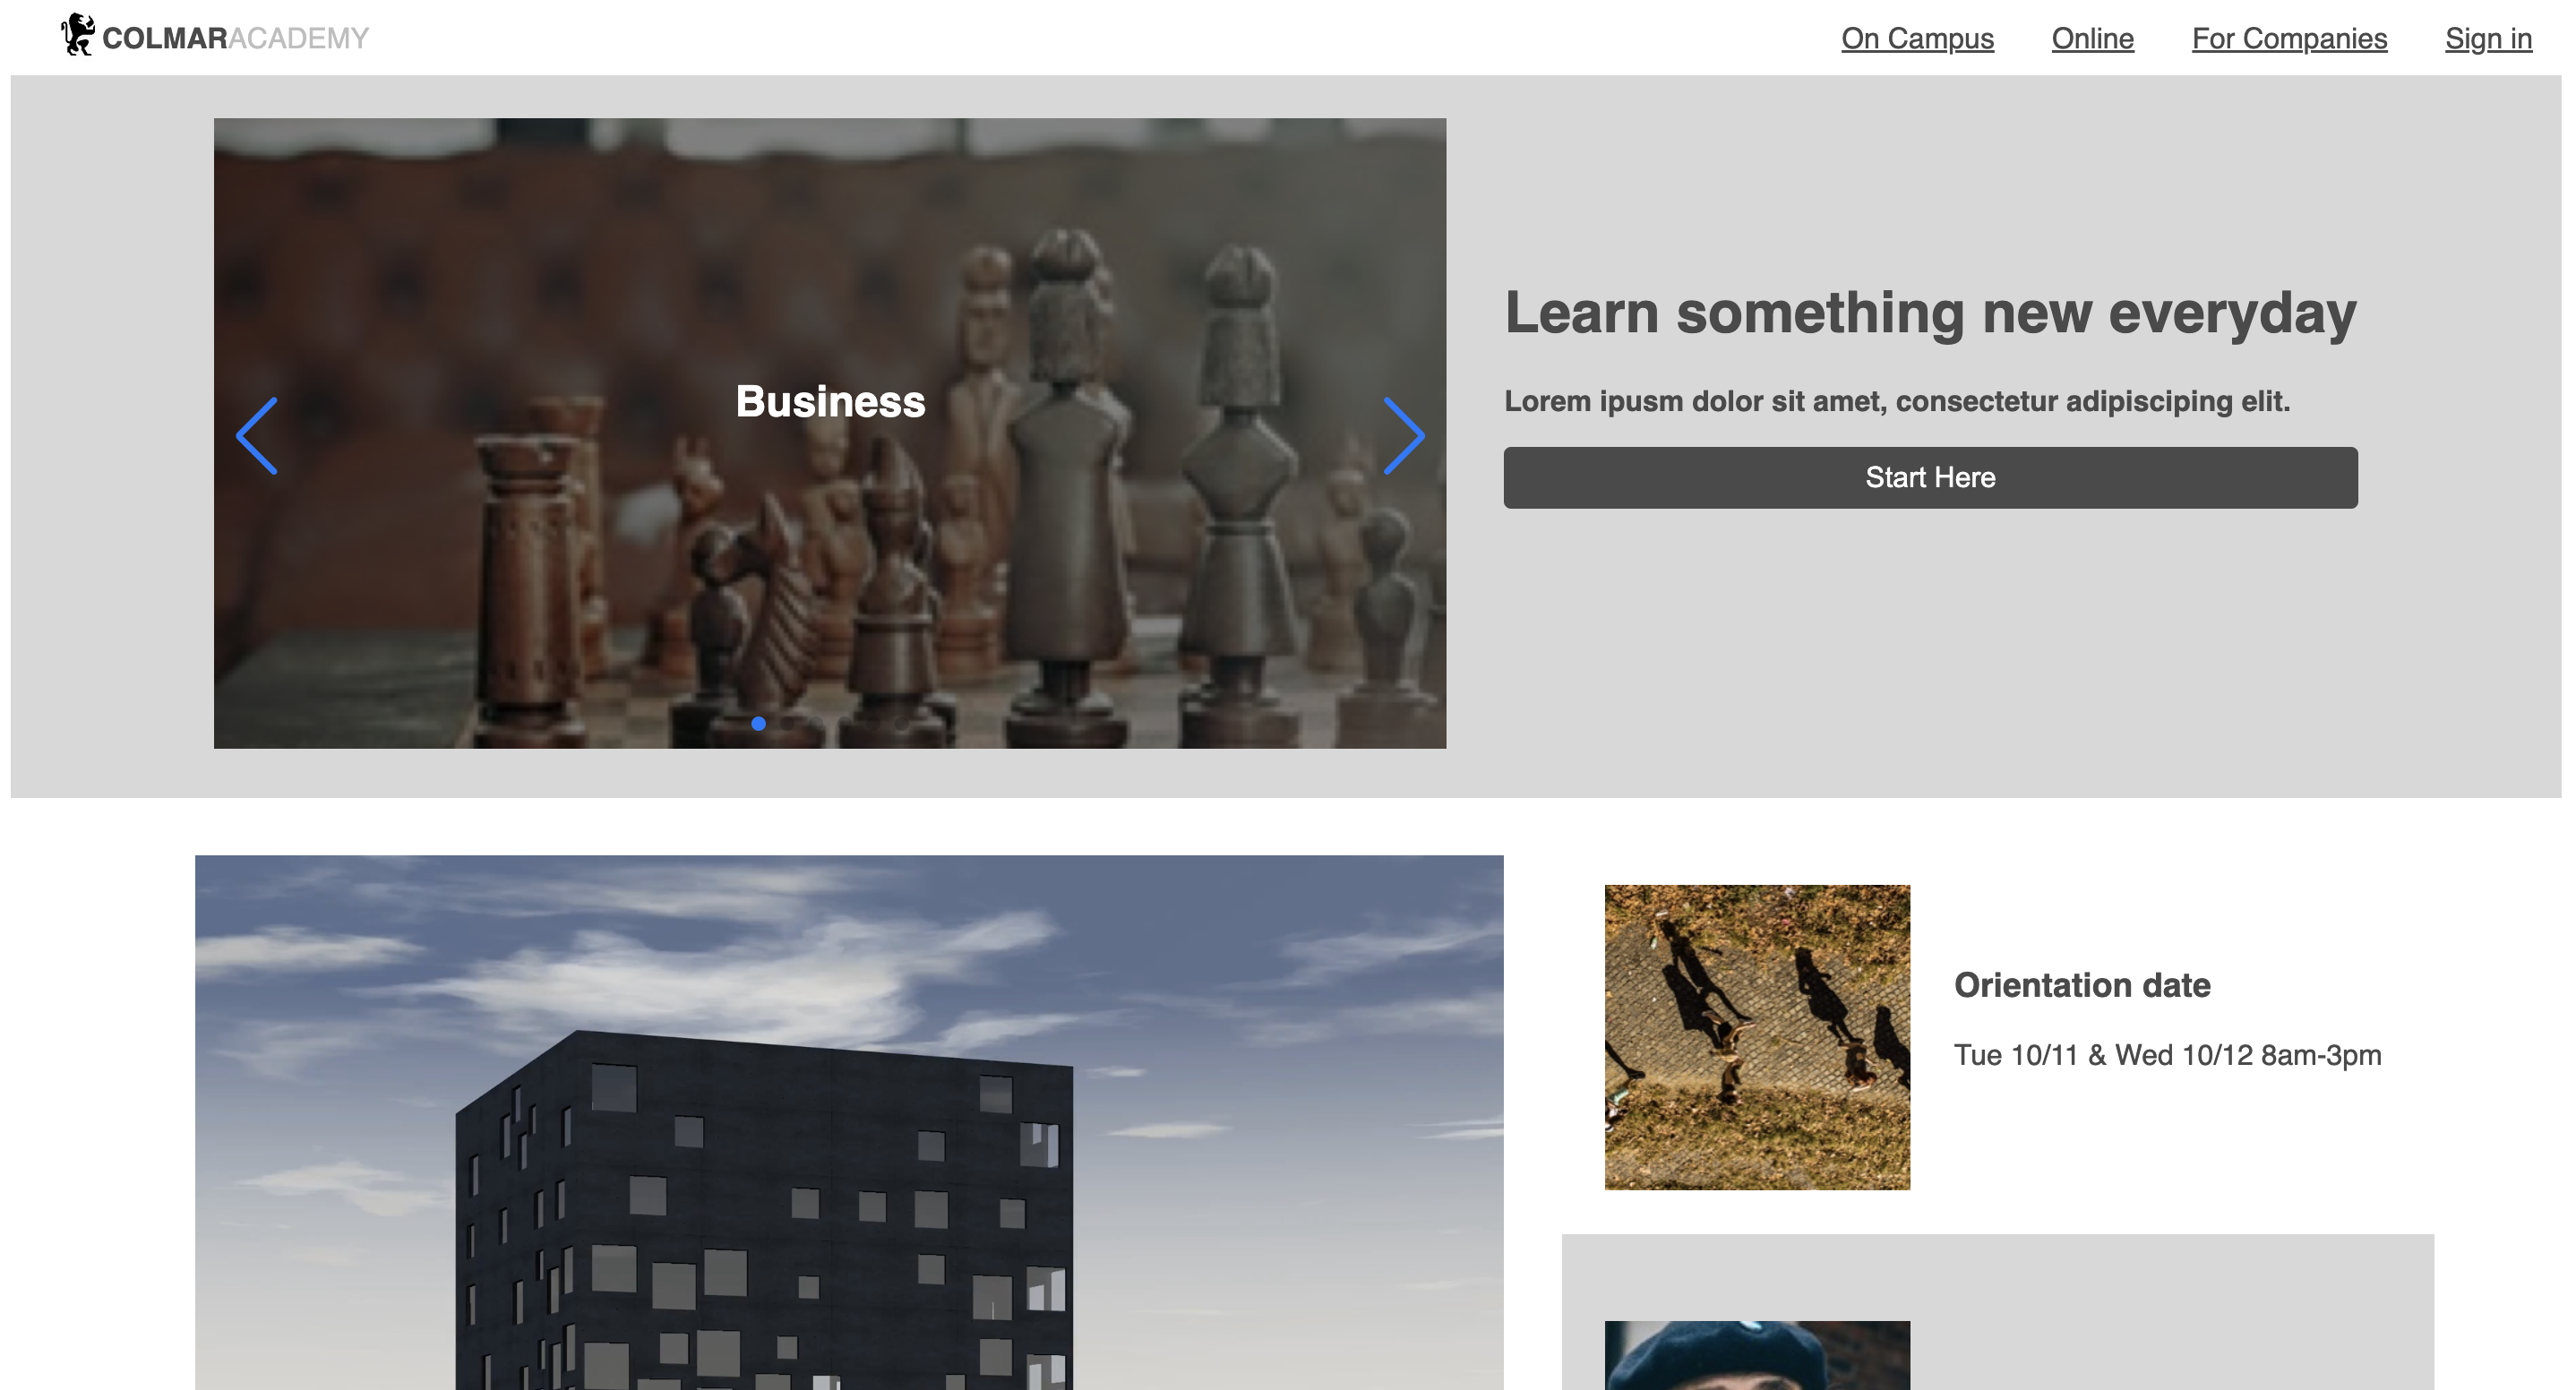 COLMARACADEMY
On Campus
Online
For Companies
Sign in
Business
Learn something new everyday
Lorem ipusm dolor sit amet, consectetur adipisciping elit.
Start Here
Orientation date
Tue 10/11 & Wed 10/12 8am-3pm